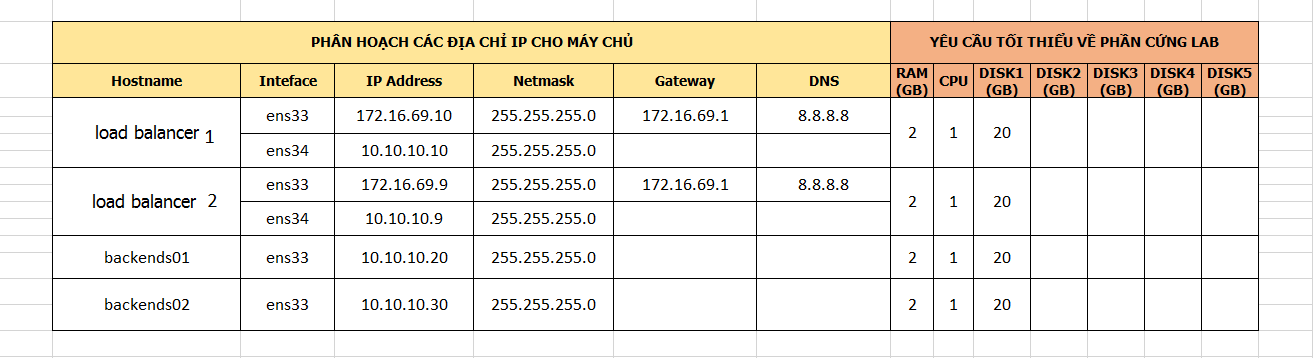 PHÂN HOẠCH CÁC ĐỊA CHỈ IP CHO MÁY CHỦ YÊU CẦU TỐI THIỂU VỀ PHẦN CỨNG LAB
Hostname Inteface IP Address Netmask Gateway DNS RAM (GB) CPU DISK1 (GB) DISK2 (GB) DISK3 (GB) DISK4 (GB) DISK5 (GB)
load balancer 1 ens33 172.16.69.10 255.255.255.0 172.16.69.1 8.8.8.8 2 1 20
ens34 10.10.10.10 255.255.255.0
load balancer 2 ens33 172.16.69.9 255.255.255.0 172.16.69.1 8.8.8.8 2 1 20
ens34 10.10.10.9 255.255.255.0
backends01 ens33 10.10.10.20 255.255.255.0 2 1 20
backends02 ens33 10.10.10.30 255.255.255.0 2 1 20